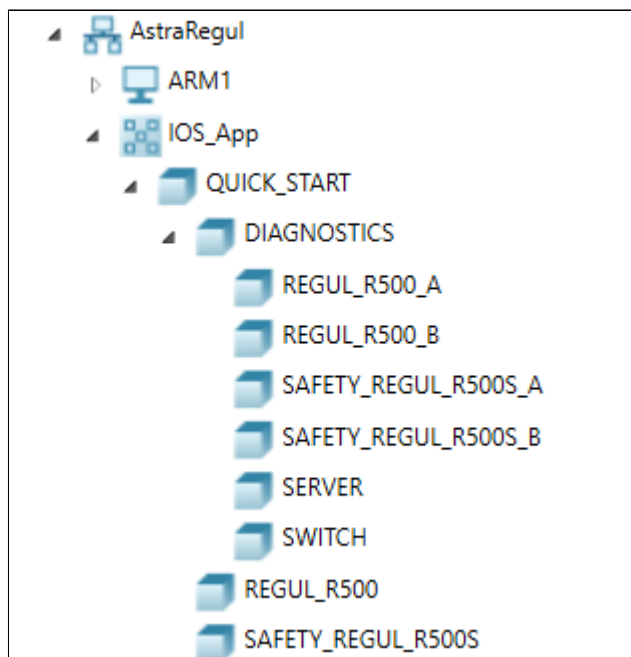 AstraRegul
ARM1
IOS_App
QUICK_START
DIAGNOSTICS
REGUL_R500_A
REGUL_R500_B
SAFETY_REGUL_R500S_A
SAFETY_REGUL_R500S_B
SERVER
SWITCH
REGUL_R500
SAFETY_REGUL_R500S